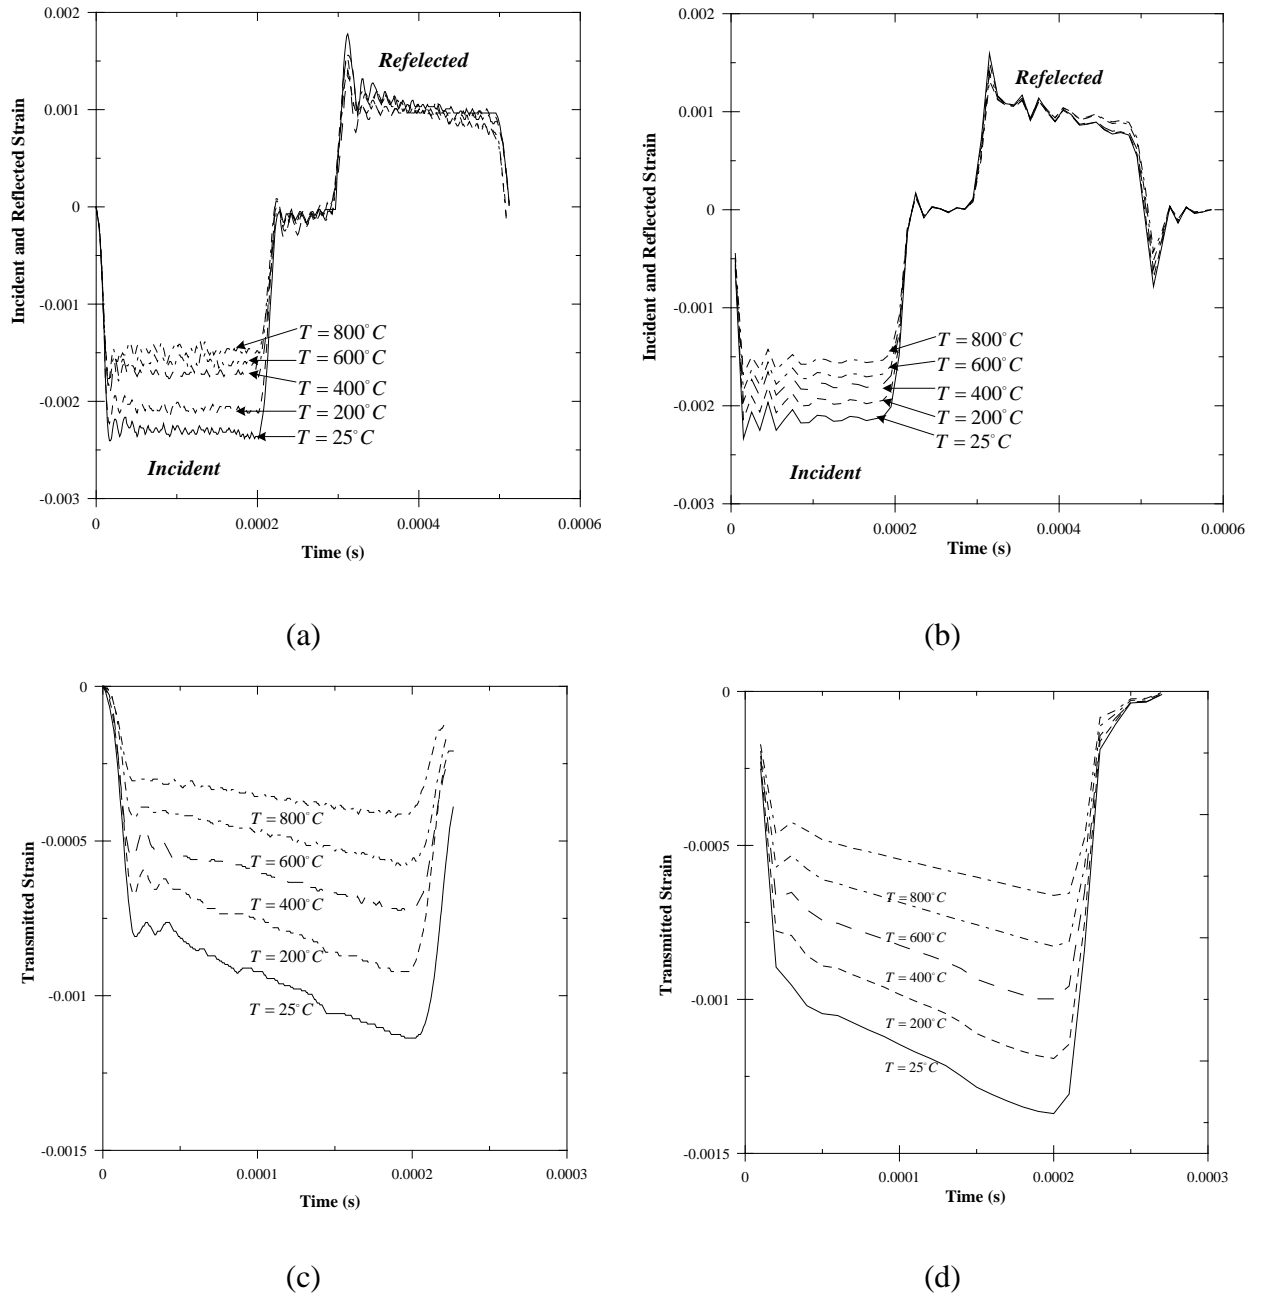 0.002
0.001
0
-0.001
-0.002
-0.003
Incident and Reflected Strain
Refelected
T = 800°C
T = 600°C
T = 400°C
T = 200°C
T = 25°C
Incident
0
0.0002
0.0004
0.0006
Time (s)
(a)
0.002
0.001
0
-0.001
-0.002
-0.003
Incident and Reflected Strain
Refelected
T = 800°C
T = 600°C
T = 400°C
T = 200°C
T = 25°C
Incident
0
0.0002
0.0004
0.0006
Time (s)
(b)
0
-0.0005
-0.001
-0.0015
Transmitted Strain
T = 800°C
T = 600°C
T = 400°C
T = 200°C
T = 25°C
0
0.0001
0.0002
0.0003
Time (s)
(c)
0
-0.0005
-0.001
-0.0015
Transmitted Strain
T = 800°C
T = 600°C
T = 400°C
T = 200°C
T = 25°C
0
0.0001
0.0002
0.0003
Time (s)
(d)